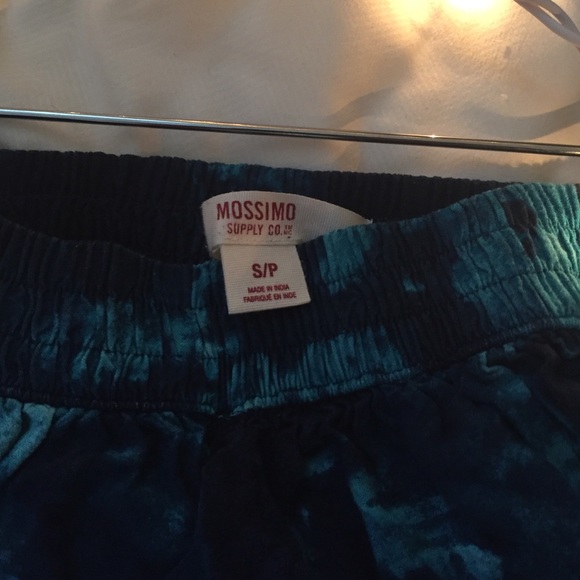 MOSSIMO
SUPPLY CO.
S/P
MADE IN INDIA
FABRIQUÉ EN INDE